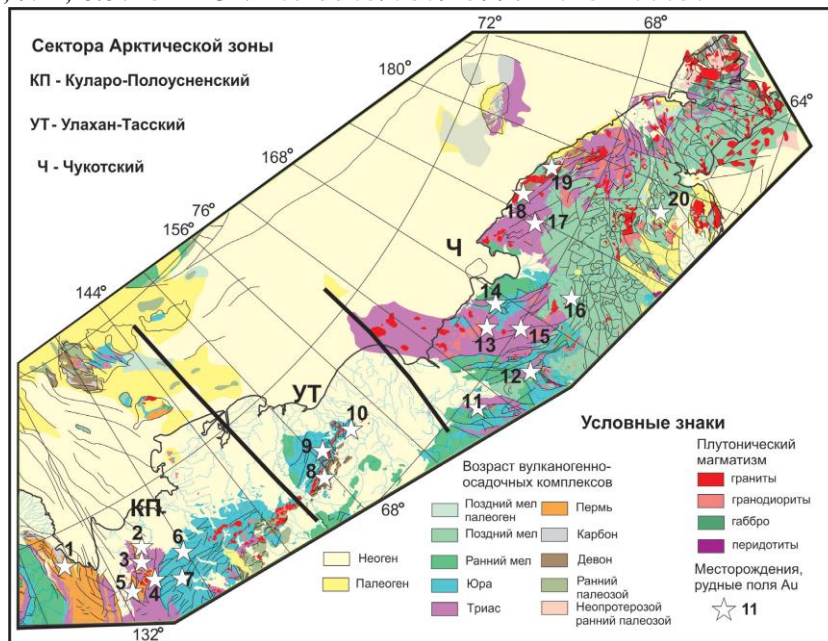 Сектора Арктической зоны
КП - Куларо-Полоусненский
УТ- Улахан-Тасский
Ч - Чукотский
72°
68°
64°
180°
168°
156°
76°
144°
132°
68°
Ч
УТ
КП
1
2
3
4
5
6
7
8
9
10
11
12
13
14
15
16
17
18
19
20
Условные знаки
Возраст вулканогенно-
осадочных комплексов
Неоген
Палеоген
Поздний мел
палеоген
Поздний мел
Ранний мел
Юра
Триас
Пермь
Карбон
Девон
Ранний
палеозой
Неопротерозой
ранний палеозой
Плутонический
магматизм
граниты
гранодиориты
габбро
перидотиты
Месторождения,
рудные поля Au
11